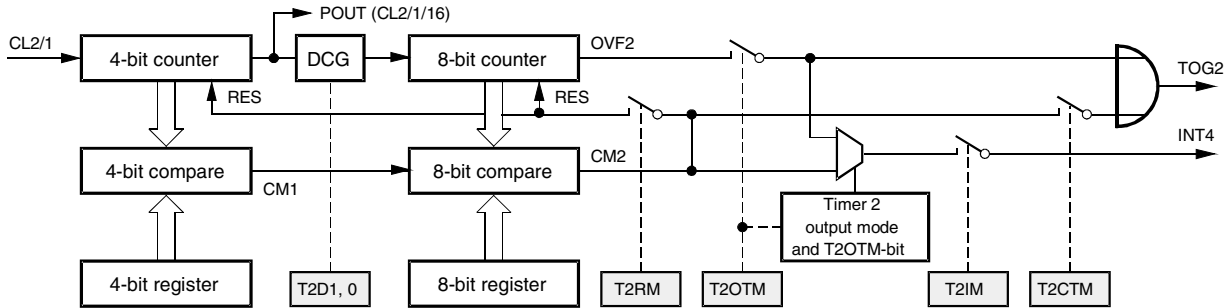 POUT (CL2/1/16)
CL2/1
4-bit counter
DCG
8-bit counter
OVF2
TOG2
RES
RES
INT4
4-bit compare
CM1
8-bit compare
CM2
Timer 2
output mode
and T2OTM-bit
4-bit register
T2D1, 0
8-bit register
T2RM
T2OTM
T2IM
T2CTM